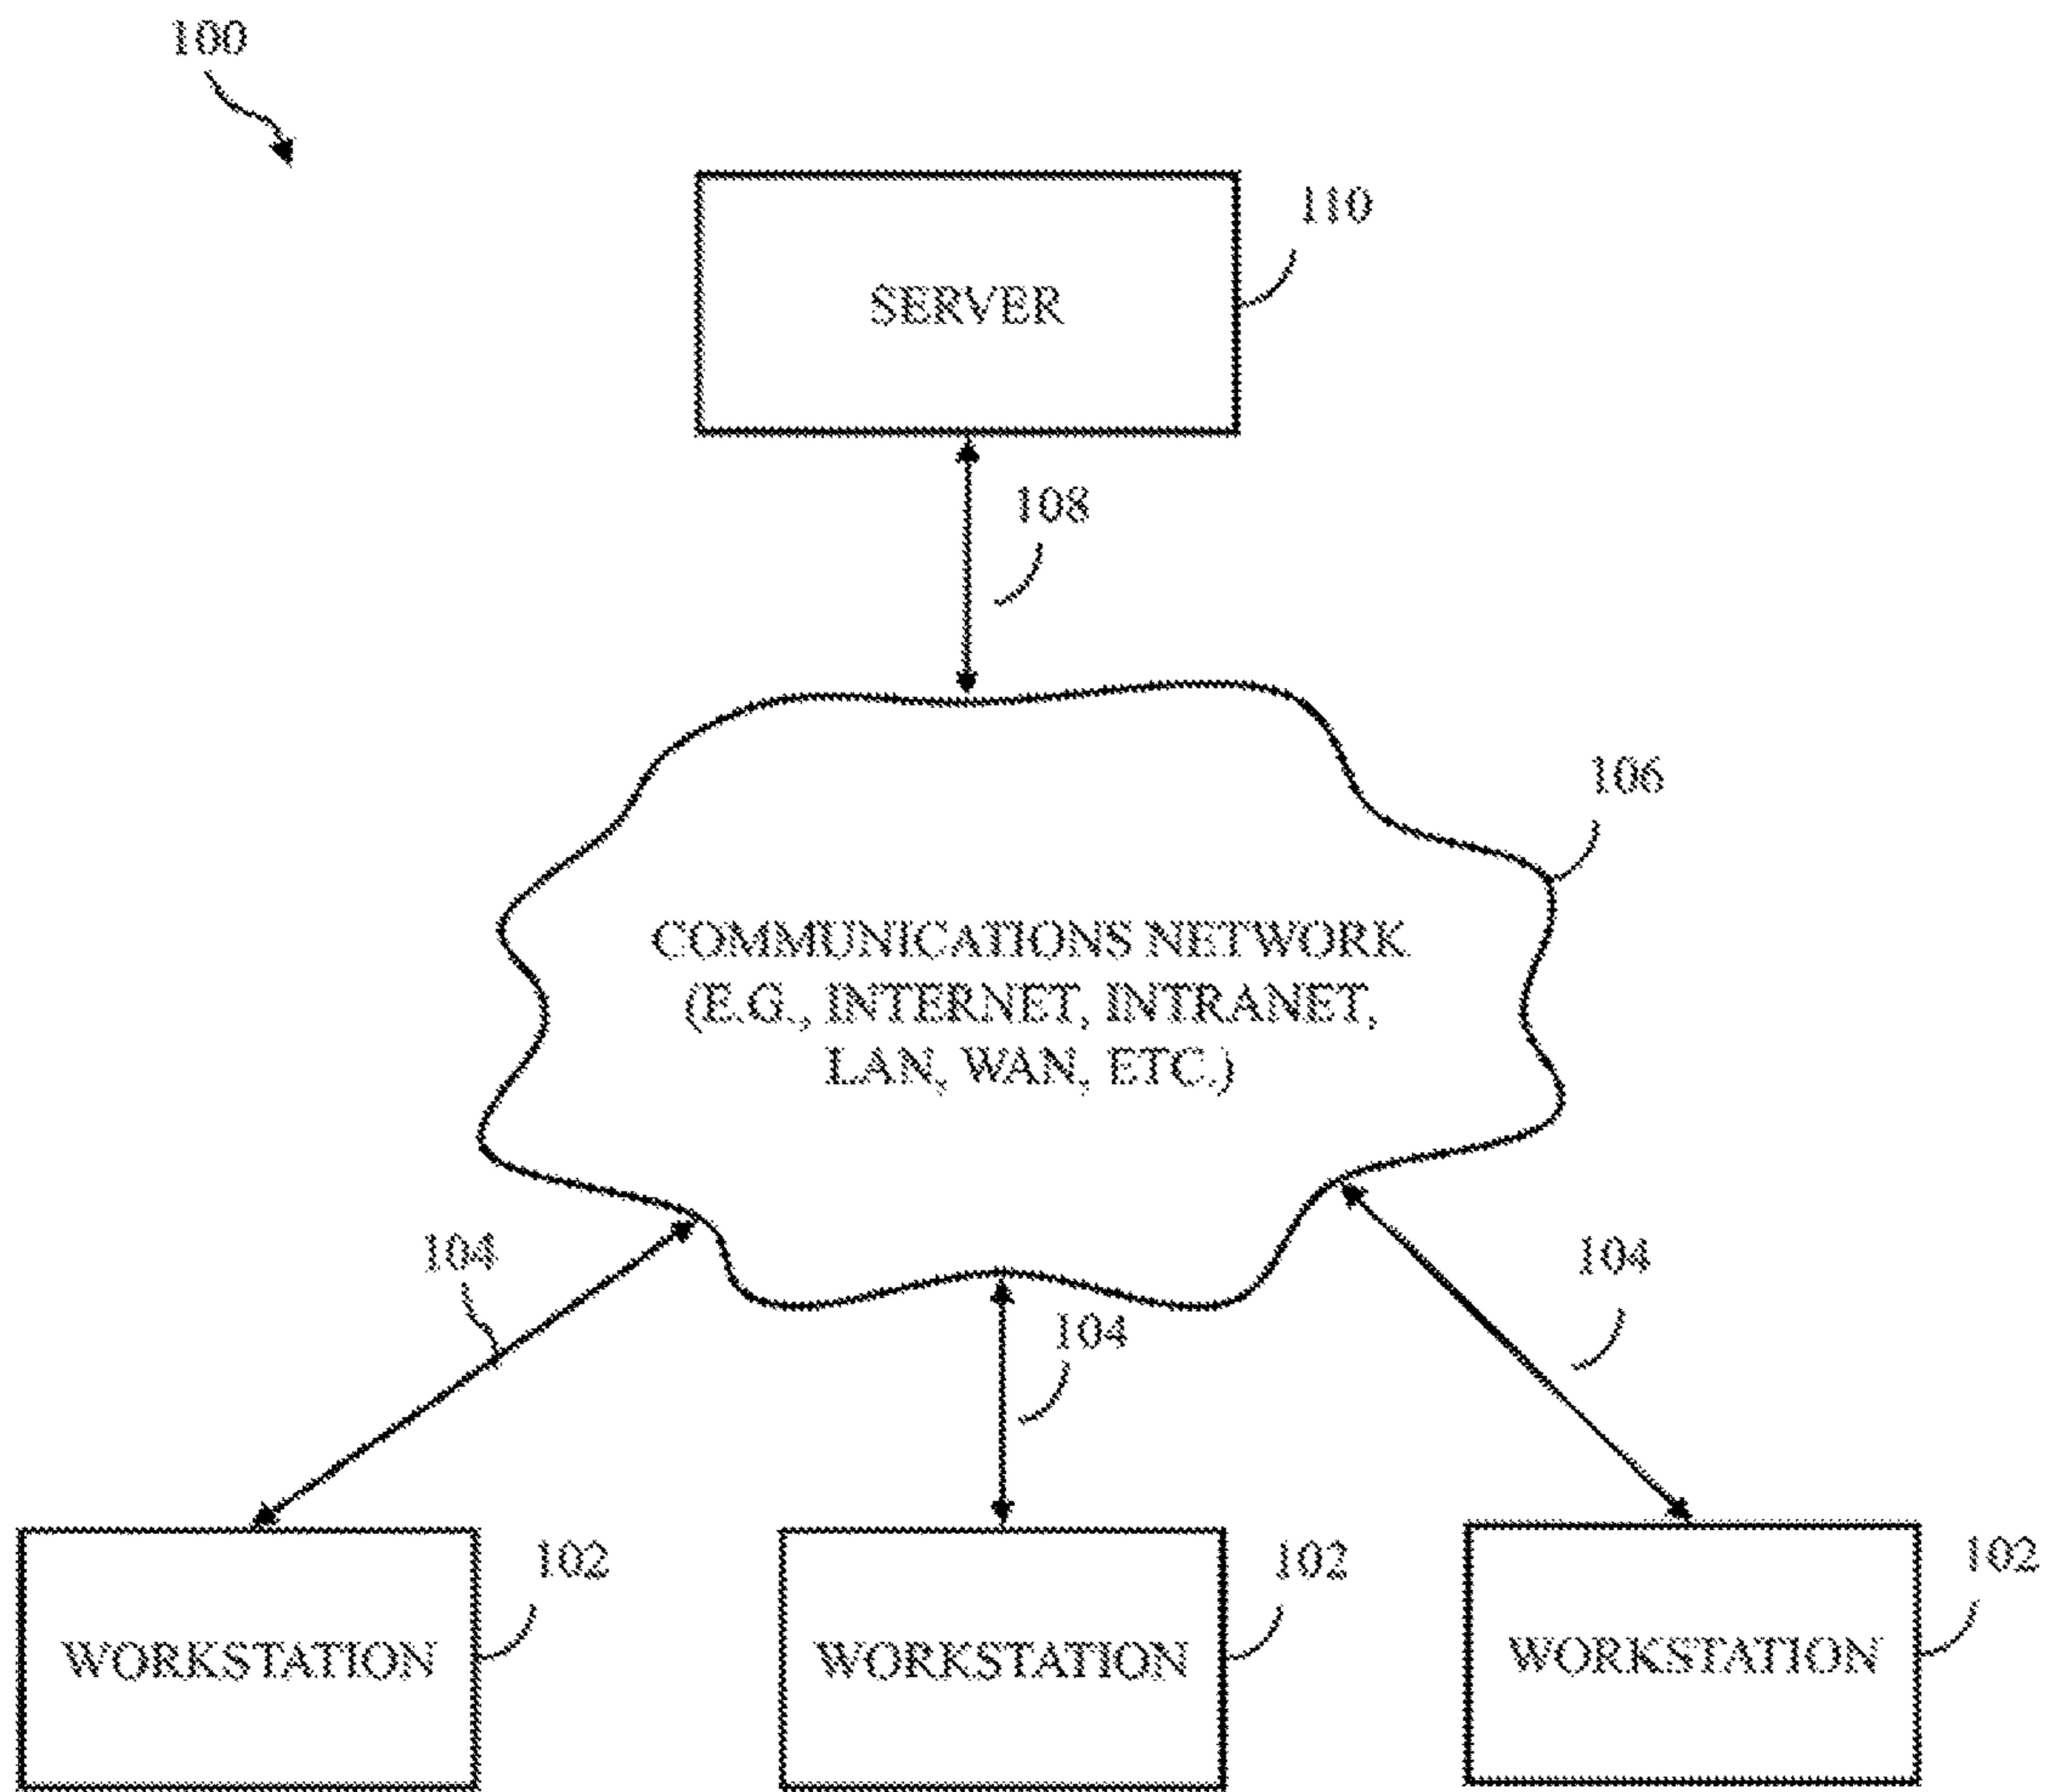 100
110
SERVER
108
106
COMMUNICATIONS NETWORK
(E.G., INTERNET, INTRANET,
LAN, WAN, ETC.)
104
104
104
102
102
102
WORKSTATION
WORKSTATION
WORKSTATION